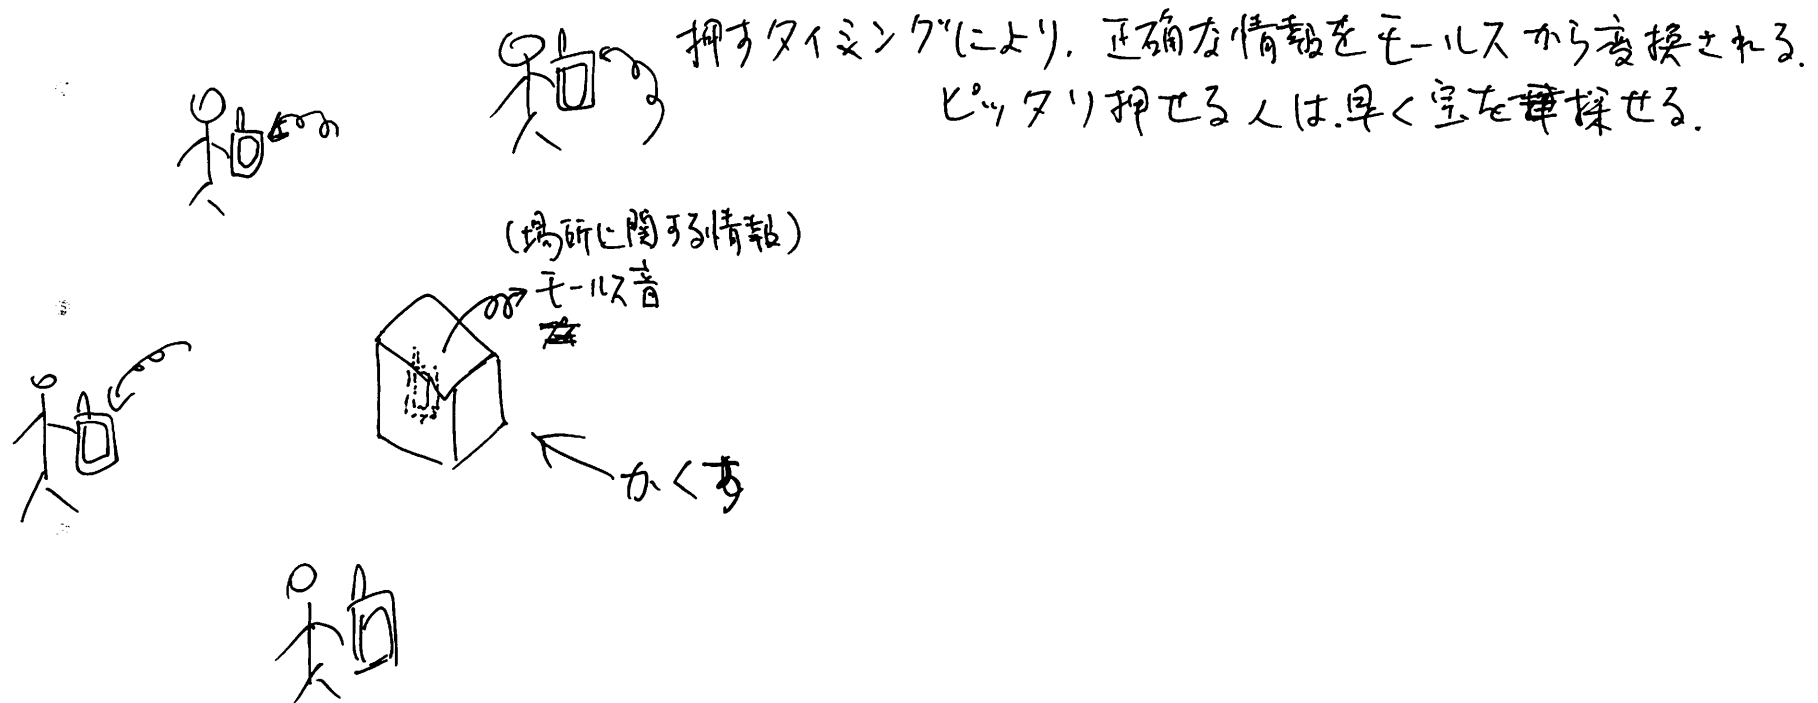 押すタイミングにより、正確な情報をモールスから変換される.
ピッタリ押せる人は.早く宝を探せる.
(場所に関する情報)
モールス音
かくす